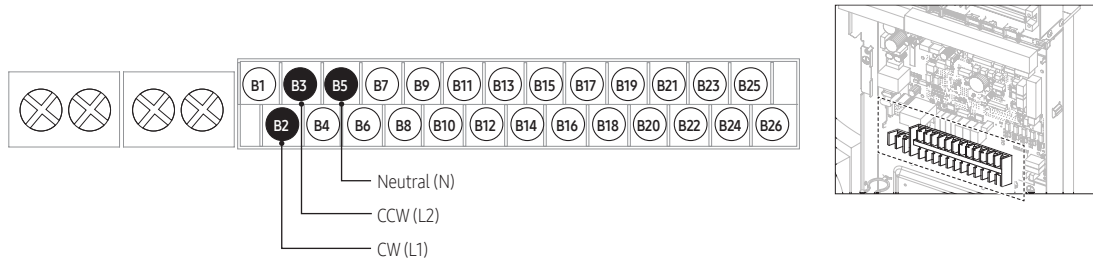 B1 B3 B5 B7 B9 B11 B13 B15 B17 B19 B21 B23 B25
B2 B4 B6 B8 B10 B12 B14 B16 B18 B20 B22 B24 B26
Neutral (N)
CCW (L2)
CW (L1)